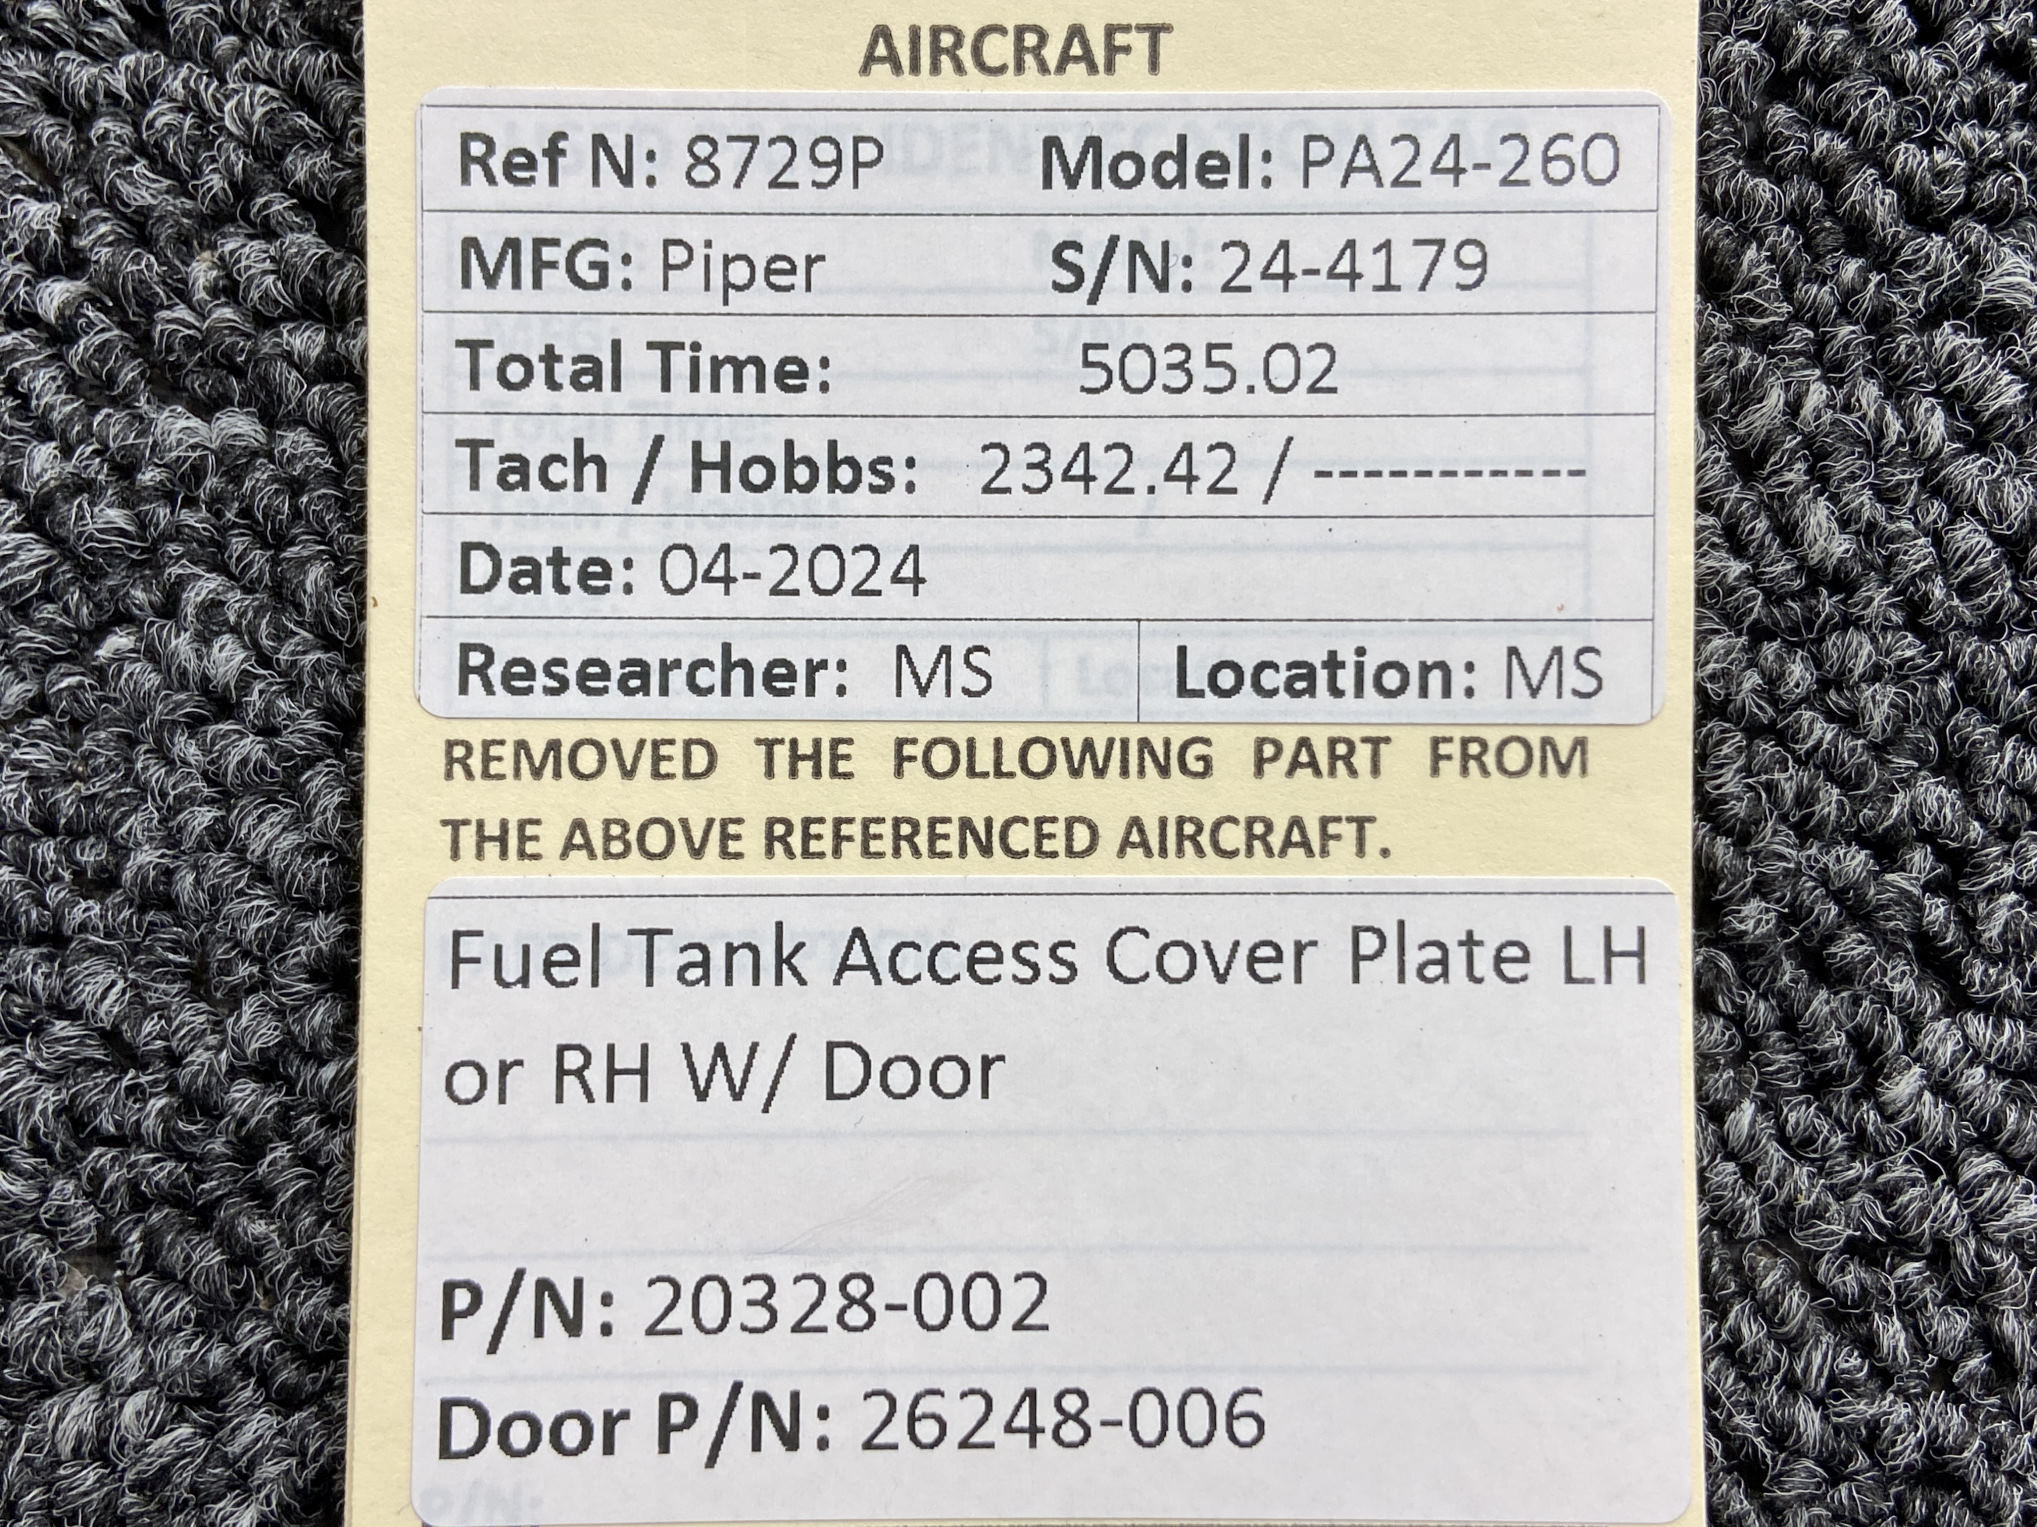 AIRCRAFT
Ref N: 8729P Model: PA24-260
MFG: Piper S/N: 24-4179
Total Time: 5035.02
Tach / Hobbs: 2342.42 / -----------
Date: 04-2024
Researcher: MS Location: MS
REMOVED THE FOLLOWING PART FROM
THE ABOVE REFERENCED AIRCRAFT.
Fuel Tank Access Cover Plate LH
or RH W/ Door
P/N: 20328-002
Door P/N: 26248-006
P/N: